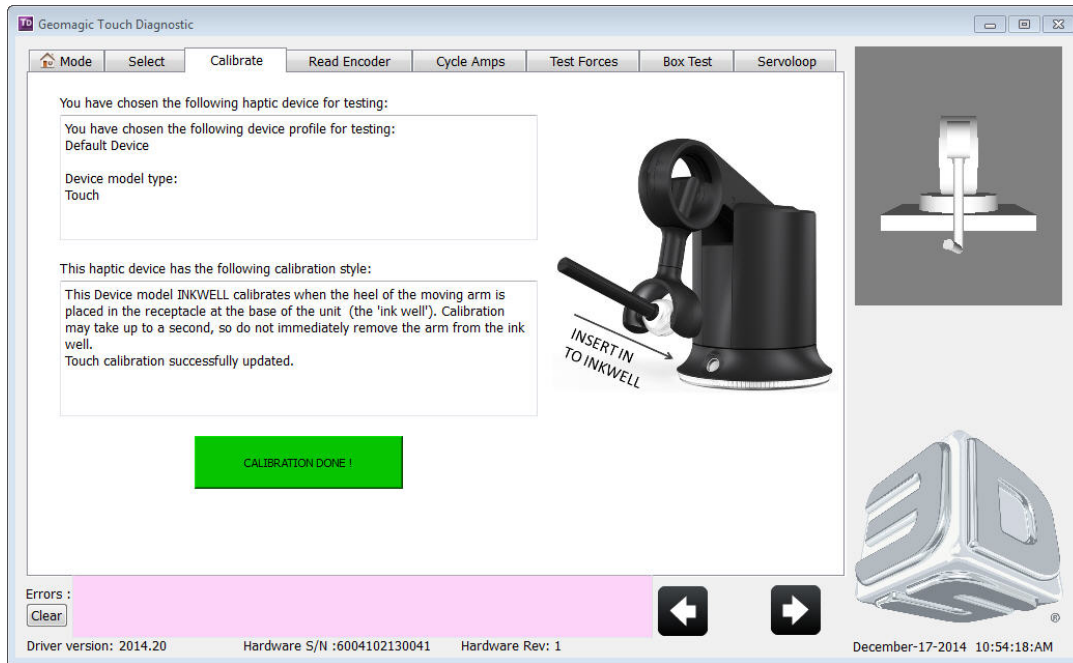 Geomagic Touch Diagnostic
Mode Select Calibrate Read Encoder Cycle Amps Test Forces Box Test Servoloop
You have chosen the following haptic device for testing:
You have chosen the following device profile for testing:
Default Device
Device model type:
Touch
This haptic device has the following calibration style:
This Device model INKWELL calibrates when the heel of the moving arm is
placed in the receptacle at the base of the unit  (the 'ink well'). Calibration
may take up to a second, so do not immediately remove the arm from the ink
well.
Touch calibration successfully updated.
INSERT IN
TO INKWELL
CALIBRATION DONE !
Errors :
Clear
Driver version: 2014.20 Hardware S/N :6004102130041 Hardware Rev: 1
December-17-2014 10:54:18:AM